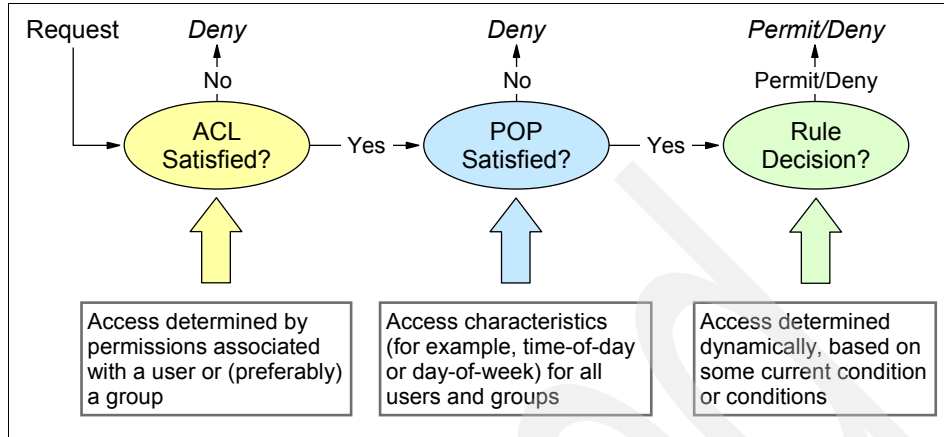 Request
Deny
Deny
Permit/Deny
No
No
Permit/Deny
ACL
Satisfied?
Yes
POP
Satisfied?
Yes
Rule
Decision?
Access determined by
permissions associated
with a user or (preferably)
a group
Access characteristics
(for example, time-of-day
or day-of-week) for all
users and groups
Access determined
dynamically, based on
some current condition
or conditions